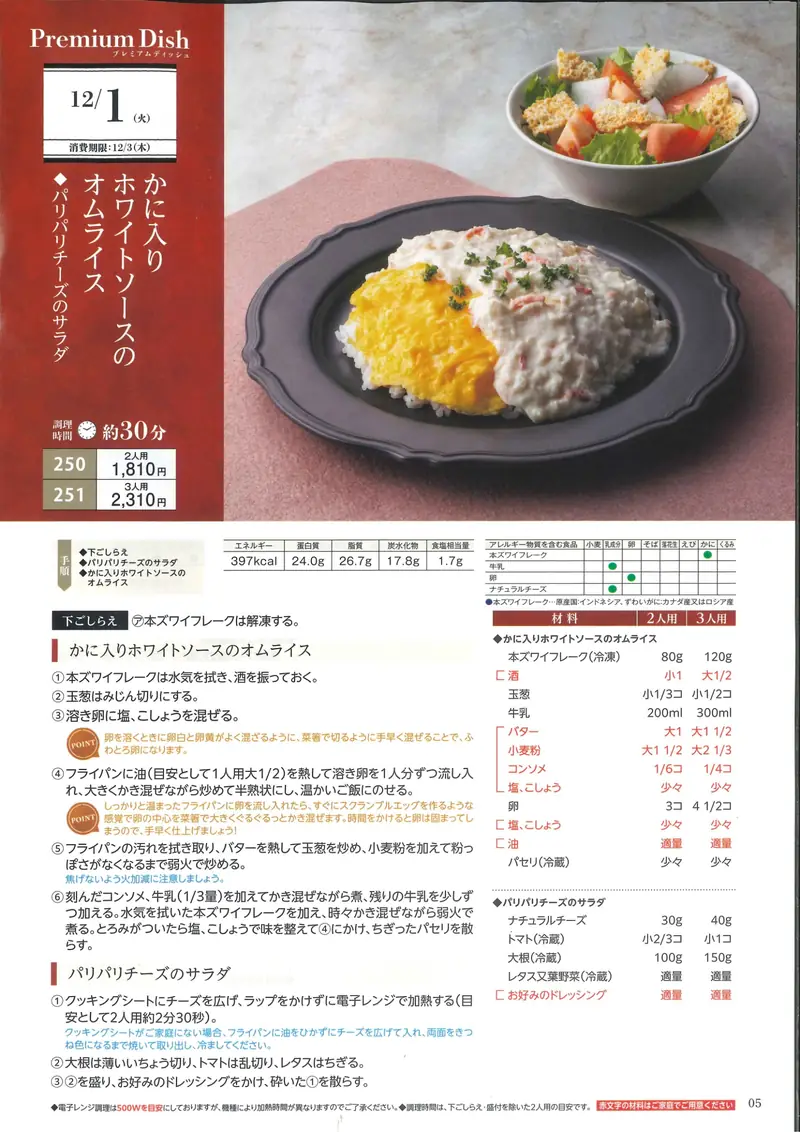 Premium Dish
プレミアムディッシュ
12/1(火)
消費期限:12/3(木)
かに入り
ホワイトソースの
オムライス
◆パリパリチーズのサラダ
調理時間 約30分
250 2人用 1,810円
251 3人用 2,310円
手順
◆下ごしらえ
◆パリパリチーズのサラダ
◆かに入りホワイトソースの
オムライス
エネルギー 蛋白質 脂質 炭水化物 食塩相当量
397kcal 24.0g 26.7g 17.8g 1.7g
アレルギー物質を含む食品 小麦 乳成分 卵 そば 落花生 えび かに くるみ
本ズワイフレーク ●
牛乳 ●
卵 ●
ナチュラルチーズ ●
●本ズワイフレーク…原産国:インドネシア、ずわいがに:カナダ産又はロシア産
下ごしらえ ㋐本ズワイフレークは解凍する。
かに入りホワイトソースのオムライス
①本ズワイフレークは水気を拭き、酒を振っておく。
②玉葱はみじん切りにする。
③溶き卵に塩、こしょうを混ぜる。
POINT 卵を溶くときに卵白と卵黄がよく混ざるように、菜箸で切るように手早く混ぜることで、ふ
わとろ卵になります。
④フライパンに油(目安として1人用大1/2)を熱して溶き卵を1人分ずつ流し入
れ、大きくかき混ぜながら炒めて半熟状にし、温かいご飯にのせる。
POINT しっかりと温まったフライパンに卵を流し入れたら、すぐにスクランブルエッグを作るような
感覚で卵の中心を菜箸で大きくぐるぐるっとかき混ぜます。時間をかけると卵は固まってし
まうので、手早く仕上げましょう!
⑤フライパンの汚れを拭き取り、バターを熱して玉葱を炒め、小麦粉を加えて粉っ
ぽさがなくなるまで弱火で炒める。
焦げないよう火加減に注意しましょう。
⑥刻んだコンソメ、牛乳(1/3量)を加えてかき混ぜながら煮、残りの牛乳を少しず
つ加える。水気を拭いた本ズワイフレークを加え、時々かき混ぜながら弱火で
煮る。とろみがついたら塩、こしょうで味を整えて④にかけ、ちぎったパセリを散
らす。
パリパリチーズのサラダ
①クッキングシートにチーズを広げ、ラップをかけずに電子レンジで加熱する(目
安として2人用約2分30秒)。
クッキングシートがご家庭にない場合、フライパンに油をひかずにチーズを広げて入れ、両面をきつ
ね色になるまで焼いて取り出し、冷ましてください。
②大根は薄いいちょう切り、トマトは乱切り、レタスはちぎる。
③②を盛り、お好みのドレッシングをかけ、砕いた①を散らす。
材料 2人用 3人用
◆かに入りホワイトソースのオムライス
本ズワイフレーク(冷凍) 80g 120g
酒 小1 大1/2
玉葱 小1/3コ 小1/2コ
牛乳 200ml 300ml
バター 大1 大1 1/2
小麦粉 大1 1/2 大2 1/3
コンソメ 1/6コ 1/4コ
塩、こしょう 少々 少々
卵 3コ 4 1/2コ
塩、こしょう 少々 少々
油 適量 適量
パセリ(冷蔵) 少々 少々
◆パリパリチーズのサラダ
ナチュラルチーズ 30g 40g
トマト(冷蔵) 小2/3コ 小1コ
大根(冷蔵) 100g 150g
レタス又葉野菜(冷蔵) 適量 適量
お好みのドレッシング 適量 適量
◆電子レンジ調理は500Wを目安にしておりますが、機種により加熱時間が異なりますのでご了承ください。◆調理時間は、下ごしらえ・盛付を除いた2人用の目安です。 赤文字の材料はご家庭でご用意ください 05